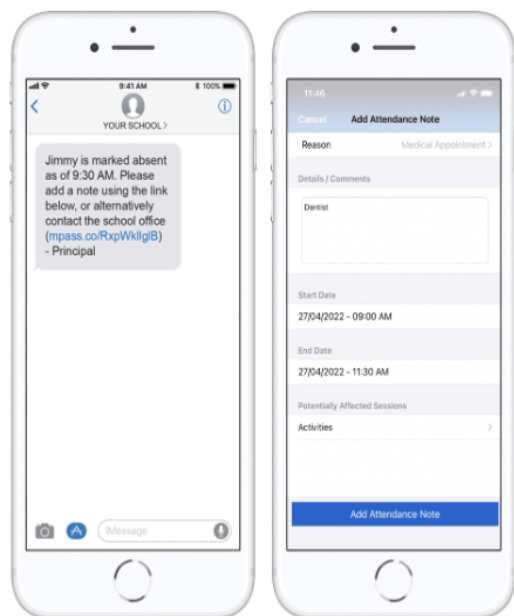 9:41 AM
100%
YOUR SCHOOL >
Jimmy is marked absent
as of 9:30 AM. Please
add a note using the link
below, or alternatively
contact the school office
(mpass.co/RxpWkIlgIB)
- Principal
iMessage
11:46
Cancel Add Attendance Note
Reason Medical Appointment >
Details / Comments
Dentist
Start Date
27/04/2022 - 09:00 AM
End Date
27/04/2022 - 11:30 AM
Potentially Affected Sessions
Activities >
Add Attendance Note